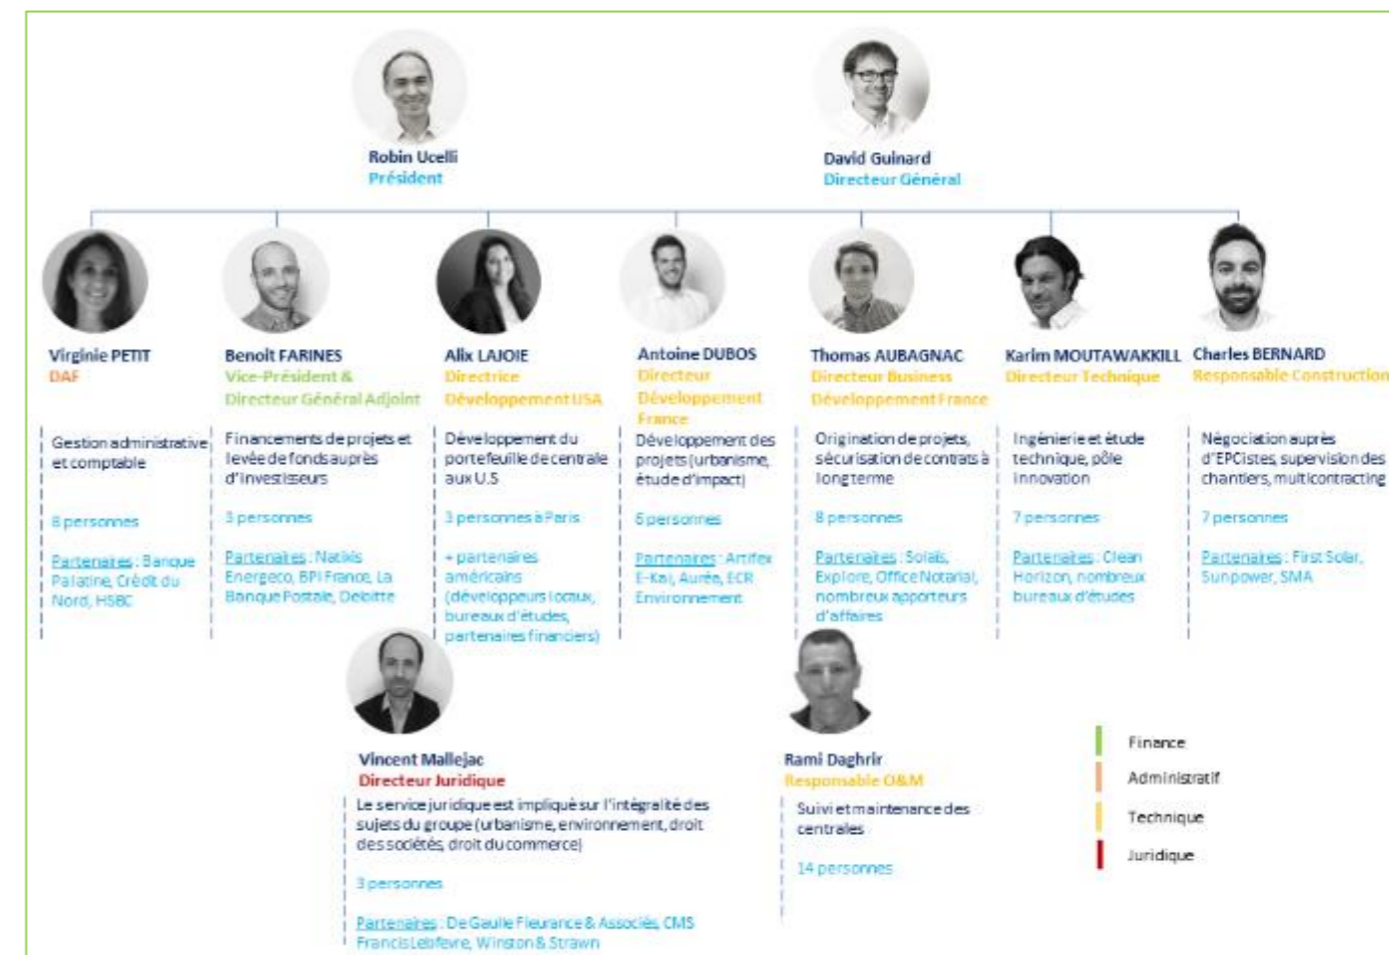 Robin Ucelli
Président
David Guinard
Directeur Général
Virginie PETIT
DAF
Gestion administrative
et comptable
8 personnes
Partenaires : Banque
Palatine, Crédit du
Nord, HSBC
Benoit FARINES
Vice-Président &
Directeur Général Adjoint
Financements de projets et
levée de fonds auprès
d'investisseurs
3 personnes
Partenaires : Natixis
Energeco, BPI France, La
Banque Postale, Deloitte
Alix LAJOIE
Directrice
Développement USA
Développement du
portefeuille de centrale
aux U.S
3 personnes à Paris
+ partenaires
américains
(développeurs locaux,
bureaux d'études,
partenaires financiers)
Antoine DUBOS
Directeur
Développement
France
Développement des
projets (urbanisme,
étude d'impact)
6 personnes
Partenaires : Artifex
E-Kai, Auréa, ECR
Environnement
Thomas AUBAGNAC
Directeur Business
Développement France
Origination de projets,
sécurisation de contrats à
long terme
8 personnes
Partenaires : Solais,
Explore, Office Notarial,
nombreux apporteurs
d'affaires
Karim MOUTAWAKKILL
Directeur Technique
Ingénierie et étude
technique, pôle
innovation
7 personnes
Partenaires : Clean
Horizon, nombreux
bureaux d'études
Charles BERNARD
Responsable Construction
Négociation auprès
d'EPCistes, supervision des
chantiers, multicontracting
7 personnes
Partenaires : First Solar,
Sunpower, SMA
Vincent Mallejac
Directeur Juridique
Le service juridique est impliqué sur l'intégralité des
sujets du groupe (urbanisme, environnement, droit
des sociétés, droit du commerce)
3 personnes
Partenaires : De Gaulle Fleurance & Associés, CMS
Francis Lebfevre, Winston & Strawn
Rami Daghrir
Responsable O&M
Suivi et maintenance des
centrales
14 personnes
Finance
Administratif
Technique
Juridique